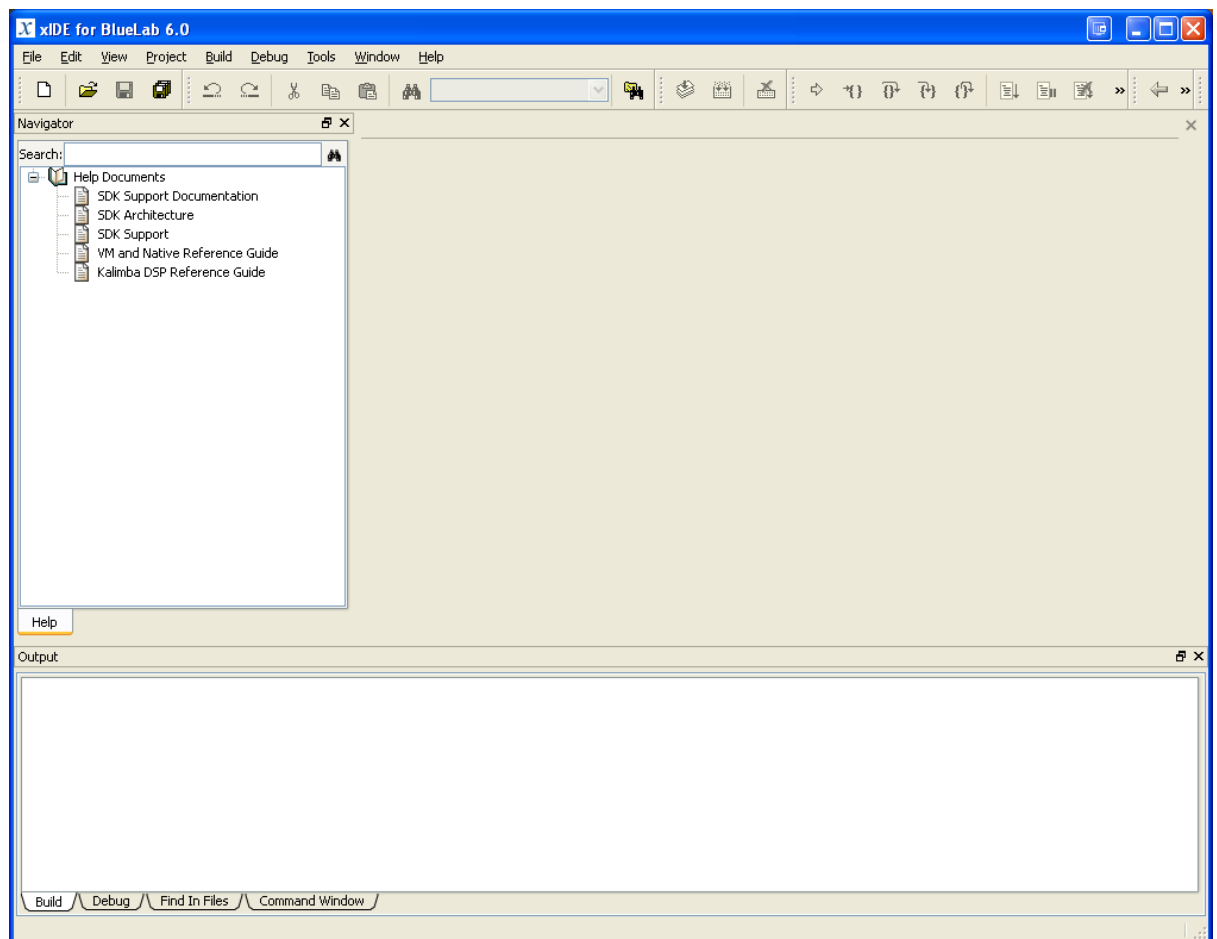 X xIDE for BlueLab 6.0
File Edit View Project Build Debug Tools Window Help
Navigator
Search:
Help Documents
SDK Support Documentation
SDK Architecture
SDK Support
VM and Native Reference Guide
Kalimba DSP Reference Guide
Help
Output
Build Debug Find In Files Command Window